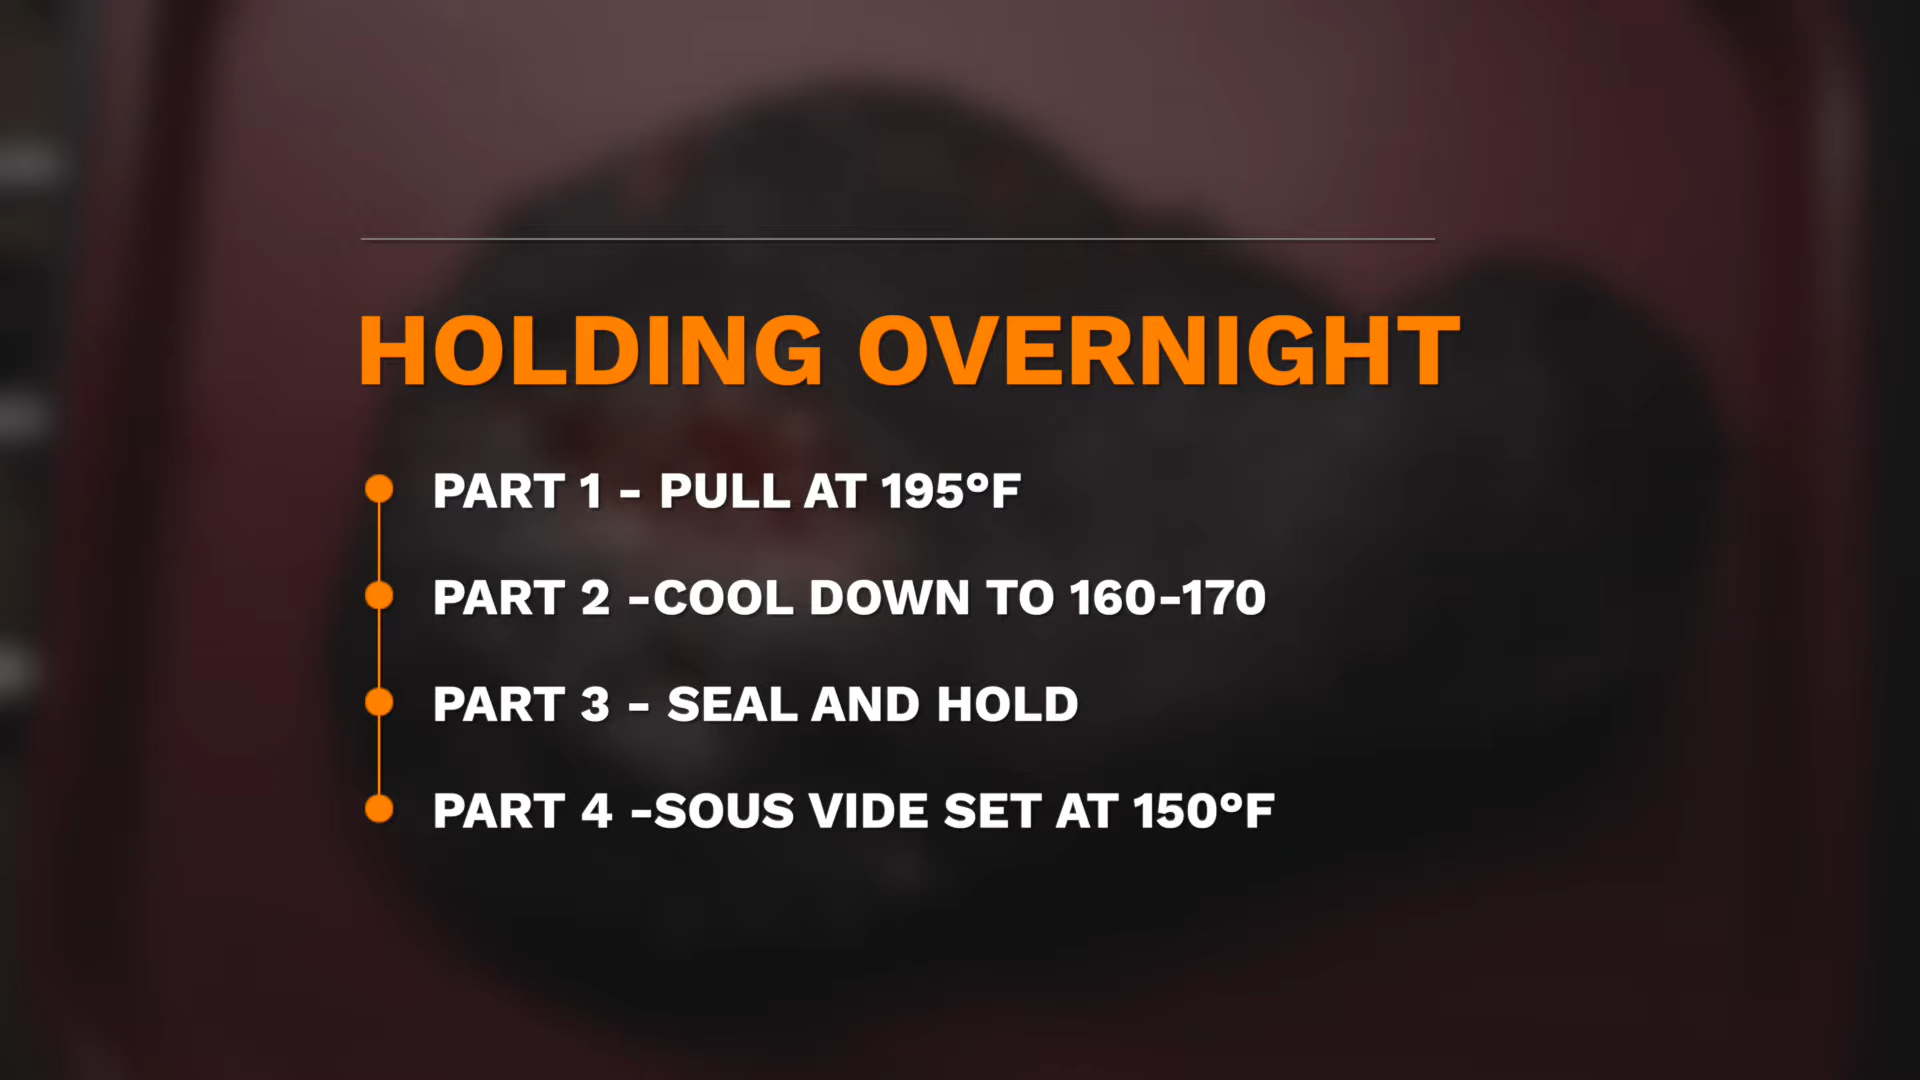 HOLDING OVERNIGHT
PART 1 - PULL AT 195°F
PART 2 -COOL DOWN TO 160-170
PART 3 - SEAL AND HOLD
PART 4 -SOUS VIDE SET AT 150°F